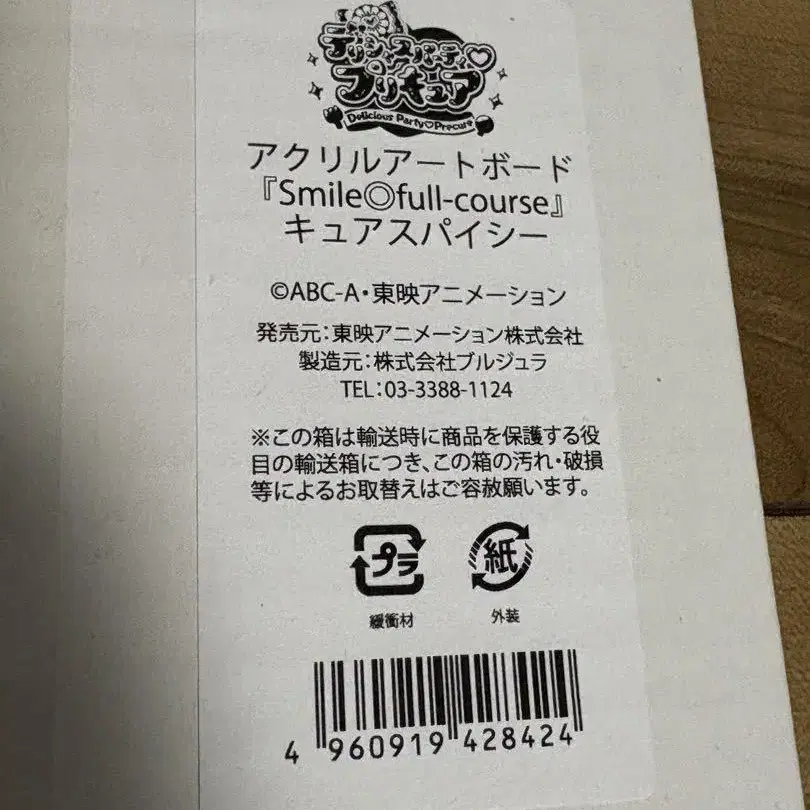 デリシャスパーティ♡
プリキュア
Delicious Party♡Precure
アクリルアートボード
『Smile◎full-course』
キュアスパイシー
©ABC-A・東映アニメーション
発売元:東映アニメーション株式会社
製造元:株式会社ブルジュラ
TEL:03-3388-1124
※この箱は輸送時に商品を保護する役
目の輸送箱につき、この箱の汚れ・破損
等によるお取替えはご容赦願います。
プラ 紙
緩衝材 外装
4 960919 428424